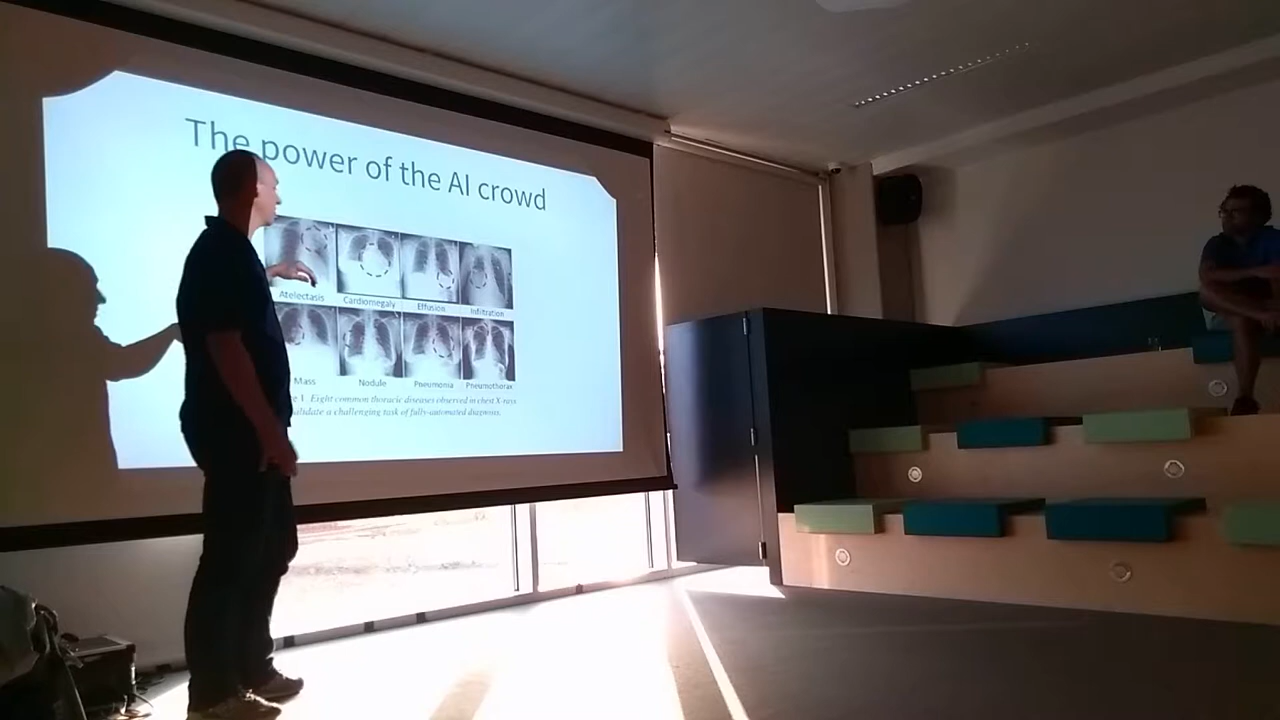 The power of the AI crowd
Atelectasis Cardiomegaly Effusion Infiltration
Mass Nodule Pneumonia Pneumothorax
1. Eight common thoracic diseases observed in chest X-rays
a challenging task of fully-automated diagnosis.